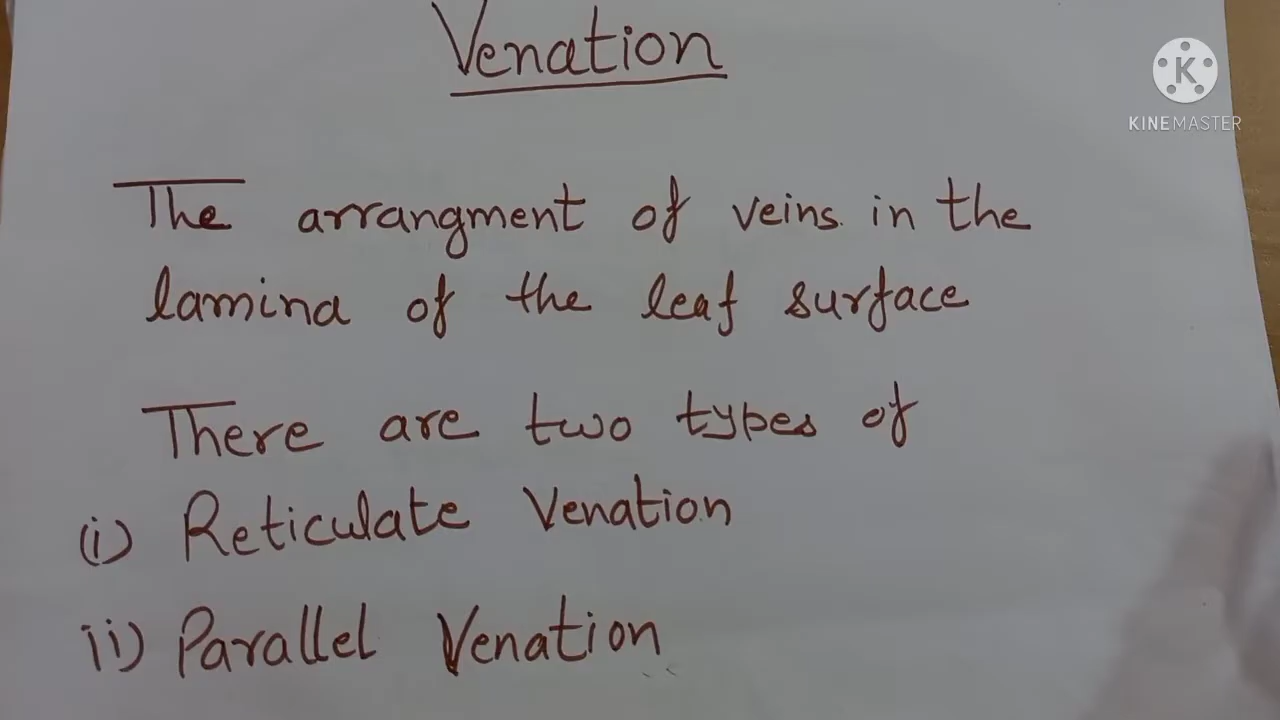 Venation
K
KINEMASTER
The arrangment of veins in the
lamina of the leaf surface
There are two types of
(i) Reticulate Venation
ii) Parallel Venation